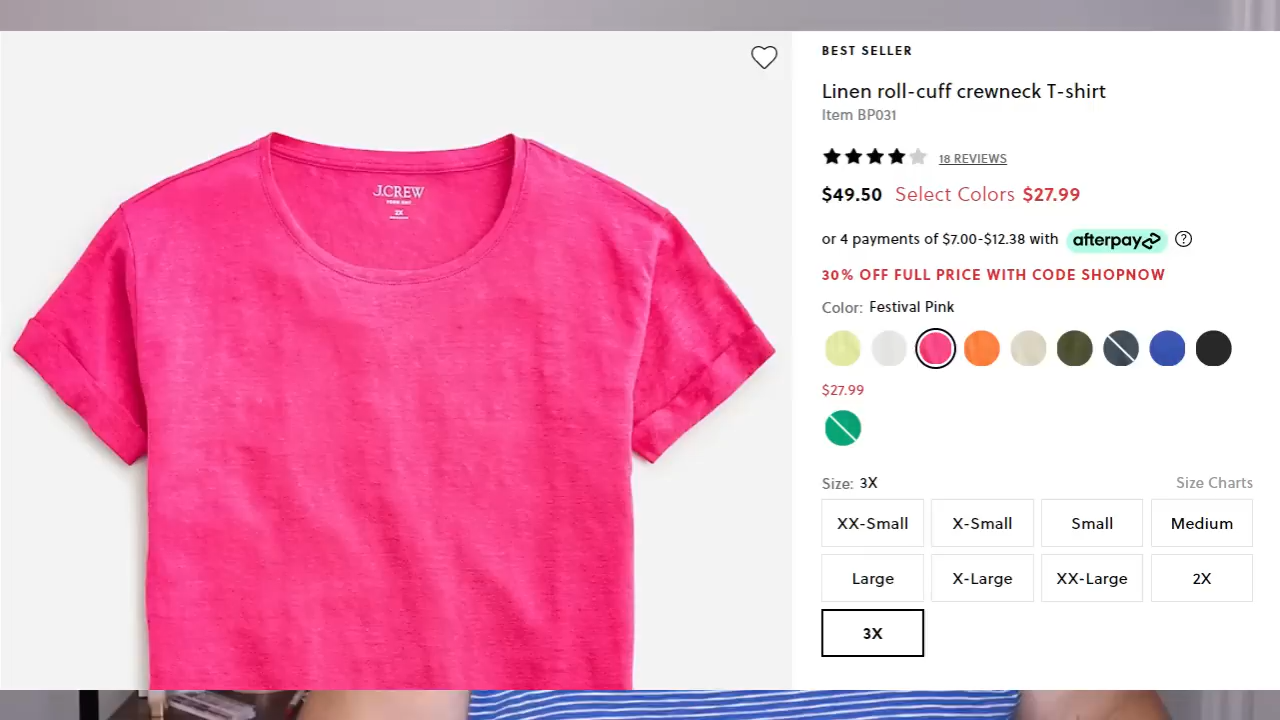 BEST SELLER
Linen roll-cuff crewneck T-shirt
Item BP031
18 REVIEWS
$49.50 Select Colors $27.99
or 4 payments of $7.00-$12.38 with afterpay ?
30% OFF FULL PRICE WITH CODE SHOPNOW
Color: Festival Pink
$27.99
Size: 3X Size Charts
XX-Small X-Small Small Medium
Large X-Large XX-Large 2X
3X
J.CREW
2X